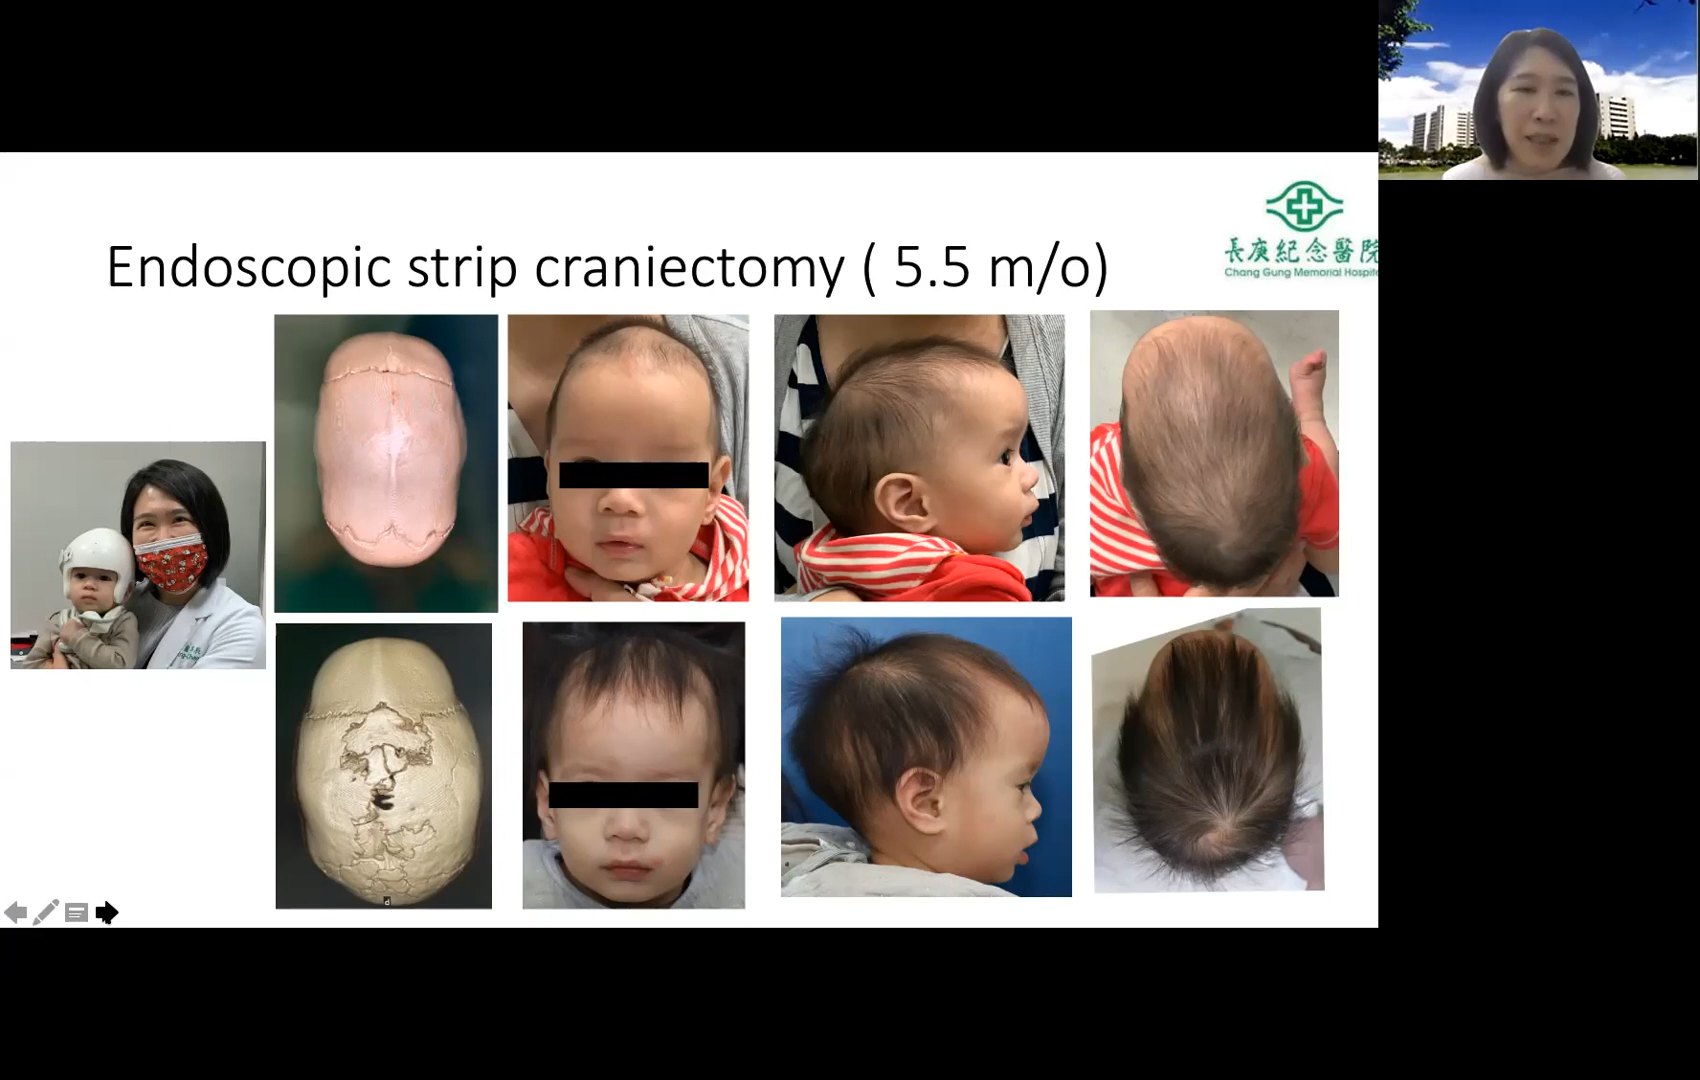 Endoscopic strip craniectomy ( 5.5 m/o)
長庚紀念醫院
Chang Gung Memorial Hospit